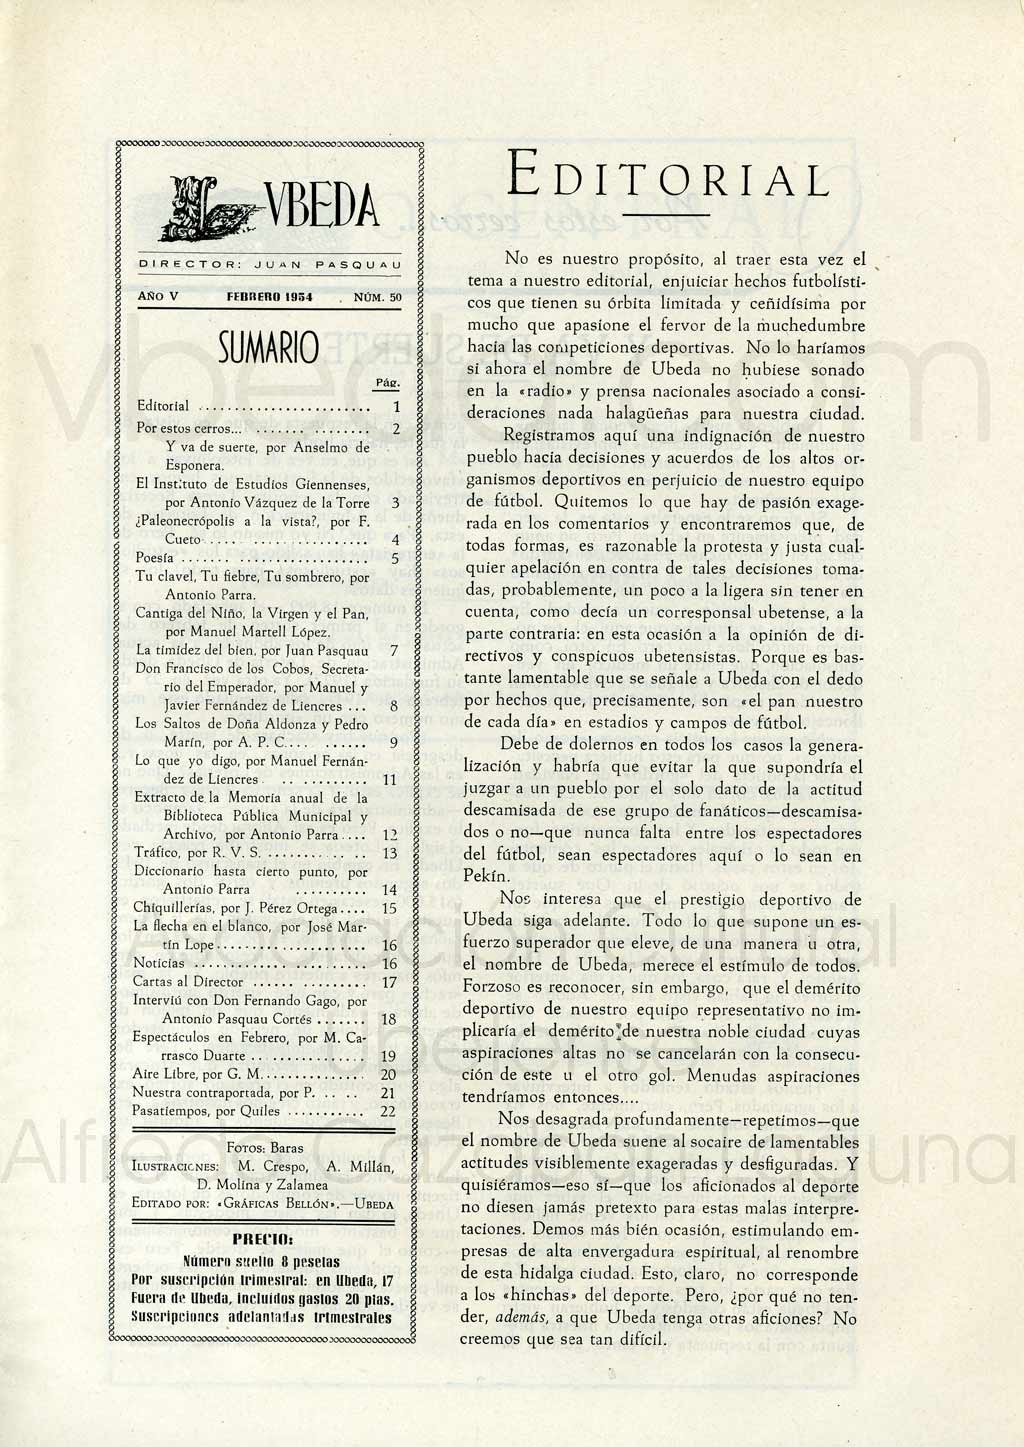 VBEDA
DIRECTOR: JUAN PASQUAU
AÑO V FEBRERO 1954 NÚM. 50
SUMARIO
Pág.
Editorial ........................ 1
Por estos cerros... ....... ........ 2
Y va de suerte, por Anselmo de
Esponera.
El Instituto de Estudios Giennenses,
por Antonio Vázquez de la Torre 3
¿Paleonecrópolis a la vista?, por F.
Cueto ..... .................. 4
Poesía ....... .................. 5
Tu clavel, Tu fiebre, Tu sombrero, por
Antonio Parra.
Cantiga del Niño, la Virgen y el Pan,
por Manuel Martell López.
La timidez del bien, por Juan Pasquau 7
Don Francisco de los Cobos, Secreta-
rio del Emperador, por Manuel y
Javier Fernández de Liencres ... 8
Los Saltos de Doña Aldonza y Pedro
Marín, por A. P. C.... ...... 9
Lo que yo digo, por Manuel Fernán-
dez de Liencres . .. ......... 11
Extracto de la Memoria anual de la
Biblioteca Pública Municipal y
Archivo, por Antonio Parra .... 12
Tráfico, por R. V. S. ......... .. .. 13
Diccionario hasta cierto punto, por
Antonio Parra .......... 14
Chiquillerías, por J. Pérez Ortega .... 15
La flecha en el blanco, por José Mar-
tín Lope ..................... 16
Noticias ........................ 16
Cartas al Director ...... ......... 17
Interviú con Don Fernando Gago, por
Antonio Pasquau Cortés ....... 18
Espectáculos en Febrero, por M. Ca-
rrasco Duarte ................ 19
Aire Libre, por G. M. .............. 20
Nuestra contraportada, por P. .. .. . 21
Pasatiempos, por Quiles ........... 22
FOTOS: Baras
ILUSTRACIONES: M. Crespo, A. Millán,
D. Molina y Zalamea
EDITADO POR: «GRÁFICAS BELLÓN».—UBEDA
PRECIO:
Número suelto 8 pesetas
Por suscripción trimestral: en Ubeda, 17
Fuera de Ubeda, incluidos gastos 20 ptas.
Suscripciones adelantadas trimestrales
EDITORIAL
No es nuestro propósito, al traer esta vez el
tema a nuestro editorial, enjuiciar hechos futbolísti-
cos que tienen su órbita limitada y ceñidísima por
mucho que apasione el fervor de la muchedumbre
hacia las competiciones deportivas. No lo haríamos
si ahora el nombre de Ubeda no hubiese sonado
en la «radio» y prensa nacionales asociado a consi-
deraciones nada halagüeñas para nuestra ciudad.
Registramos aquí una indignación de nuestro
pueblo hacia decisiones y acuerdos de los altos or-
ganismos deportivos en perjuicio de nuestro equipo
de fútbol. Quitemos lo que hay de pasión exage-
rada en los comentarios y encontraremos que, de
todas formas, es razonable la protesta y justa cual-
quier apelación en contra de tales decisiones toma-
das, probablemente, un poco a la ligera sin tener en
cuenta, como decía un corresponsal ubetense, a la
parte contraria: en esta ocasión a la opinión de di-
rectivos y conspicuos ubetensistas. Porque es bas-
tante lamentable que se señale a Ubeda con el dedo
por hechos que, precisamente, son «el pan nuestro
de cada día» en estadios y campos de fútbol.
Debe de dolernos en todos los casos la genera-
lización y habría que evitar la que supondría el
juzgar a un pueblo por el solo dato de la actitud
descamisada de ese grupo de fanáticos—descamisa-
dos o no—que nunca falta entre los espectadores
del fútbol, sean espectadores aquí o lo sean en
Pekín.
Nos interesa que el prestigio deportivo de
Ubeda siga adelante. Todo lo que supone un es-
fuerzo superador que eleve, de una manera u otra,
el nombre de Ubeda, merece el estímulo de todos.
Forzoso es reconocer, sin embargo, que el demérito
deportivo de nuestro equipo representativo no im-
plicaría el demérito de nuestra noble ciudad cuyas
aspiraciones altas no se cancelarán con la consecu-
ción de este u el otro gol. Menudas aspiraciones
tendríamos entonces....
Nos desagrada profundamente—repetimos—que
el nombre de Ubeda suene al socaire de lamentables
actitudes visiblemente exageradas y desfiguradas. Y
quisiéramos—eso sí—que los aficionados al deporte
no diesen jamás pretexto para estas malas interpre-
taciones. Demos más bién ocasión, estimulando em-
presas de alta envergadura espiritual, al renombre
de esta hidalga ciudad. Esto, claro, no corresponde
a los «hinchas» del deporte. Pero, ¿por qué no ten-
der, además, a que Ubeda tenga otras aficiones? No
creemos que sea tan difícil.
Asociación Cultural
Ubetense
Alfredo Cazabán Laguna